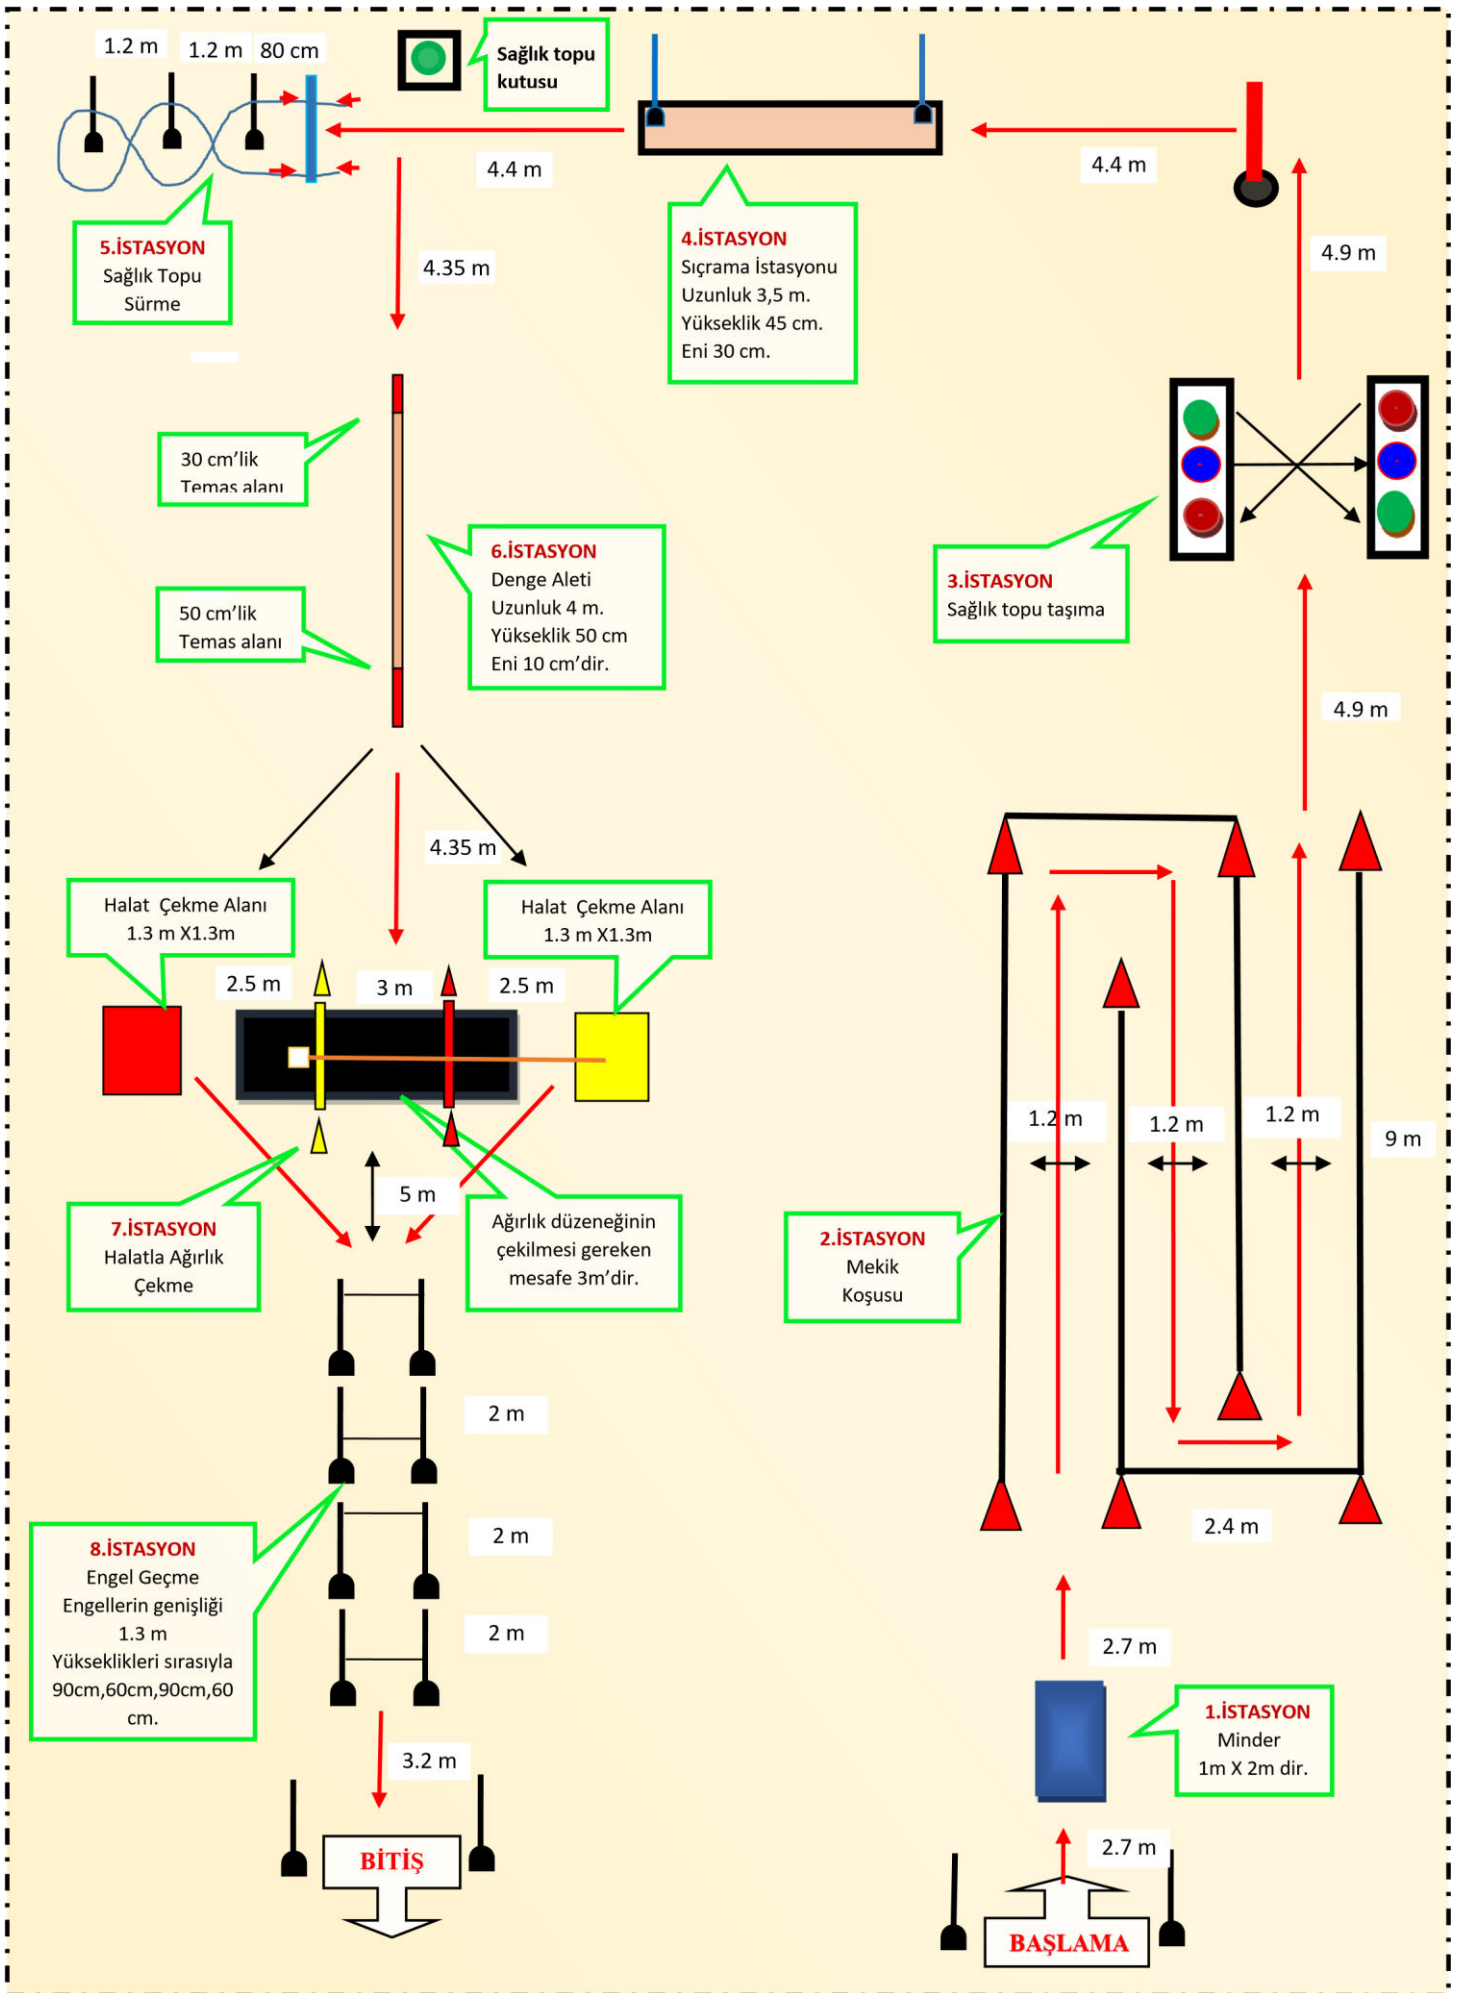 1.2 m
1.2 m
80 cm
Sağlık topu
kutusu
4.4 m
4.4 m
5.İSTASYON
Sağlık Topu
Sürme
4.35 m
4.İSTASYON
Sıçrama İstasyonu
Uzunluk 3,5 m.
Yükseklik 45 cm.
Eni 30 cm.
4.9 m
30 cm’lik
Temas alanı
6.İSTASYON
Denge Aleti
Uzunluk 4 m.
Yükseklik 50 cm
Eni 10 cm’dir.
3.İSTASYON
Sağlık topu taşıma
50 cm’lik
Temas alanı
4.9 m
4.35 m
Halat Çekme Alanı
1.3 m X1.3m
Halat Çekme Alanı
1.3 m X1.3m
2.5 m
3 m
2.5 m
1.2 m
1.2 m
1.2 m
9 m
5 m
7.İSTASYON
Halatla Ağırlık
Çekme
Ağırlık düzeneğinin
çekilmesi gereken
mesafe 3m’dir.
2.İSTASYON
Mekik
Koşusu
2 m
2 m
2 m
2.4 m
8.İSTASYON
Engel Geçme
Engellerin genişliği
1.3 m
Yükseklikleri sırasıyla
90cm,60cm,90cm,60
cm.
2.7 m
1.İSTASYON
Minder
1m X 2m dir.
3.2 m
2.7 m
BİTİŞ
BAŞLAMA